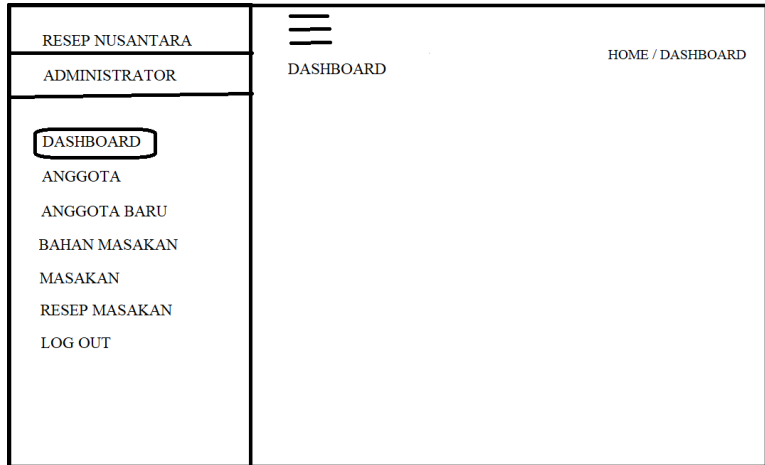 RESEP NUSANTARA
ADMINISTRATOR
DASHBOARD
ANGGOTA
ANGGOTA BARU
BAHAN MASAKAN
MASAKAN
RESEP MASAKAN
LOG OUT
DASHBOARD
HOME / DASHBOARD